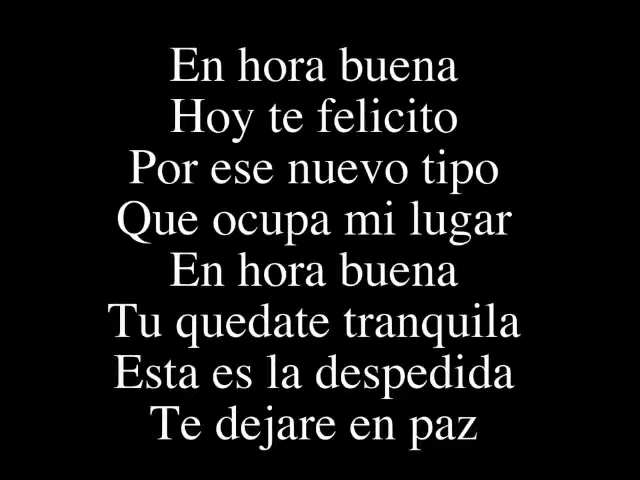 En hora buena
Hoy te felicito
Por ese nuevo tipo
Que ocupa mi lugar
En hora buena
Tu quedate tranquila
Esta es la despedida
Te dejare en paz